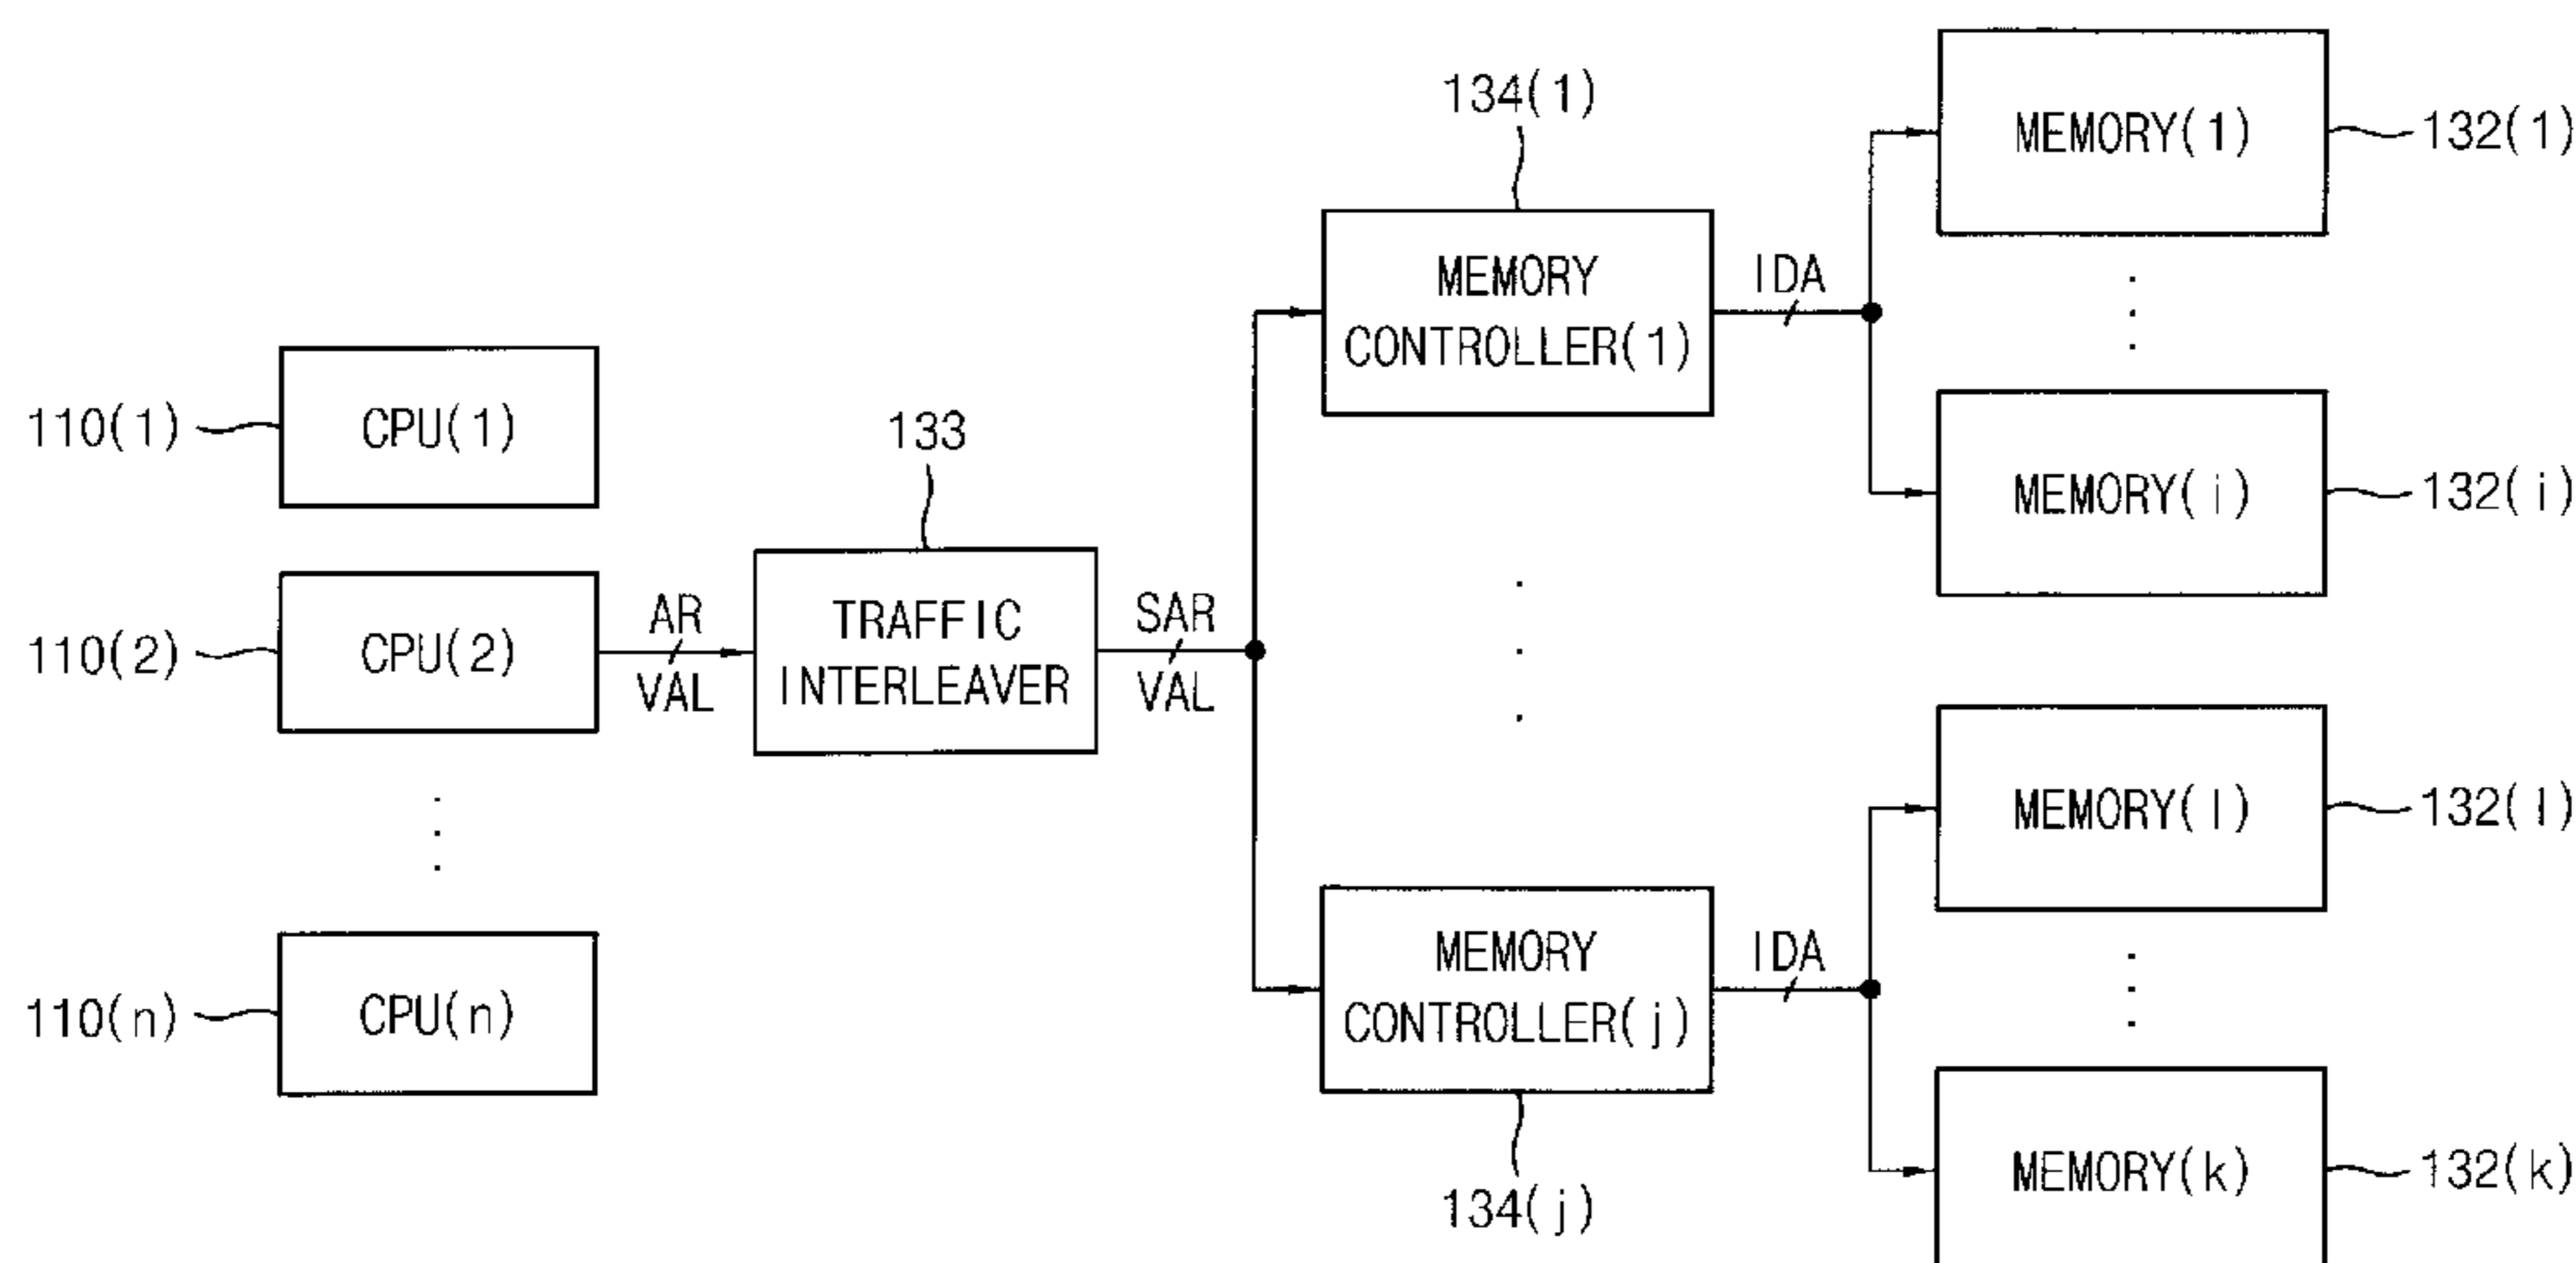 134(1)
MEMORY(1)
132(1)
MEMORY
CONTROLLER(1)
IDA
110(1)
CPU(1)
133
MEMORY(i)
132(i)
110(2)
CPU(2)
AR
VAL
TRAFFIC
INTERLEAVER
SAR
VAL
MEMORY(l)
132(l)
MEMORY
CONTROLLER(j)
IDA
110(n)
CPU(n)
134(j)
MEMORY(k)
132(k)